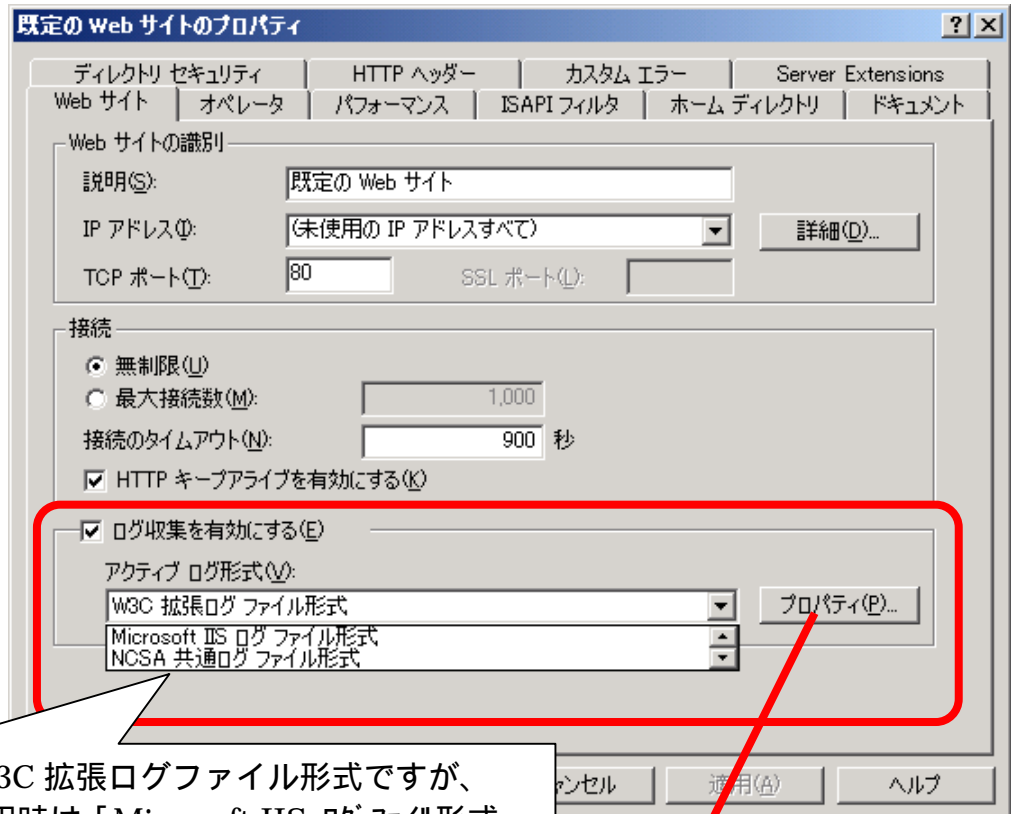 既定の Web サイトのプロパティ
ディレクトリ セキュリティ HTTP ヘッダー カスタム エラー Server Extensions
Web サイト オペレータ パフォーマンス ISAPI フィルタ ホーム ディレクトリ ドキュメント
Web サイトの識別
説明(S): 既定の Web サイト
IP アドレス(I): (未使用の IP アドレスすべて) 詳細(D)...
TCP ポート(T): 80 SSL ポート(L):
接続
無制限(U)
最大接続数(M): 1,000
接続のタイムアウト(N): 900 秒
HTTP キープアライブを有効にする(K)
ログ収集を有効にする(E)
アクティブ ログ形式(V):
W3C 拡張ログ ファイル形式 プロパティ(P)...
Microsoft IIS ログ ファイル形式
NCSA 共通ログ ファイル形式
3C 拡張ログファイル形式ですが、
ャンセル 適用(A) ヘルプ
時は「Microsoft IIS ログファイル形式